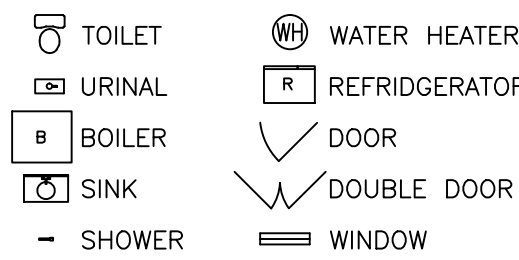 TOILET
URINAL
B BOILER
SINK
SHOWER
WH WATER HEATER
R REFRIDGERATOR
DOOR
DOUBLE DOOR
WINDOW